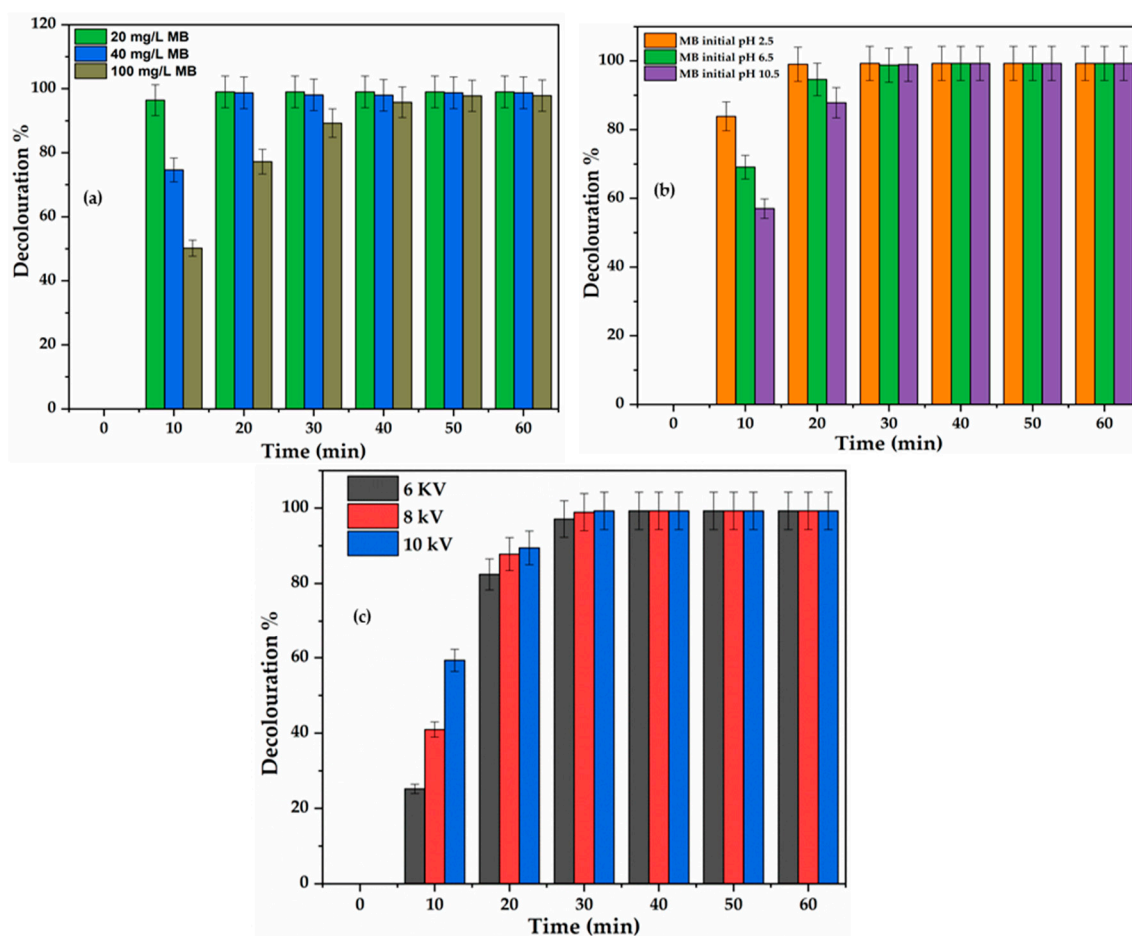 120
100
80
60
40
20
0
Decolouration %
20 mg/L MB
40 mg/L MB
100 mg/L MB
(a)
0 10 20 30 40 50 60
Time (min)
100
80
60
40
20
0
Decolouration %
MB initial pH 2.5
MB initial pH 6.5
MB initial pH 10.5
(b)
0 10 20 30 40 50 60
Time (min)
100
80
60
40
20
0
Decolouration %
6 KV
8 kV
10 kV
(c)
0 10 20 30 40 50 60
Time (min)